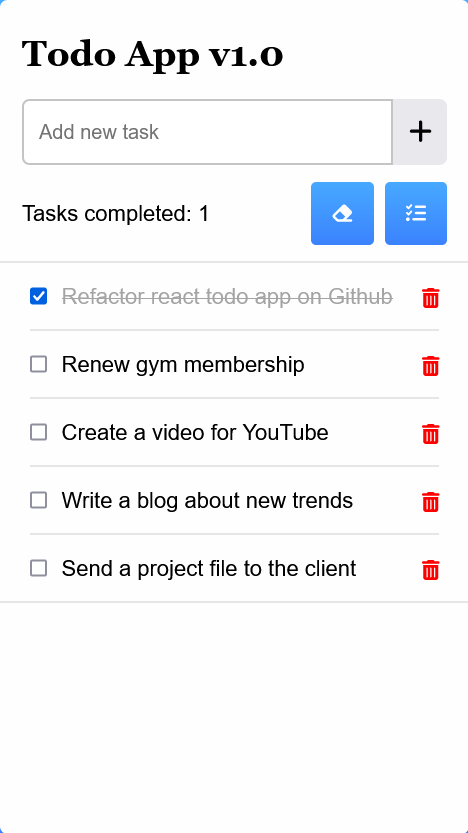 Todo App v1.0
Add new task
Tasks completed: 1
Refactor react todo app on Github
Renew gym membership
Create a video for YouTube
Write a blog about new trends
Send a project file to the client